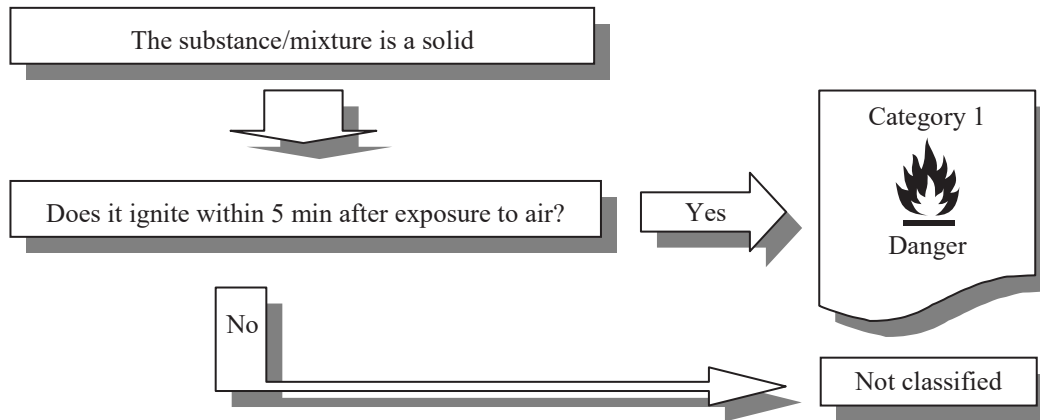 The substance/mixture is a solid
Category 1
Danger
Does it ignite within 5 min after exposure to air?
Yes
No
Not classified